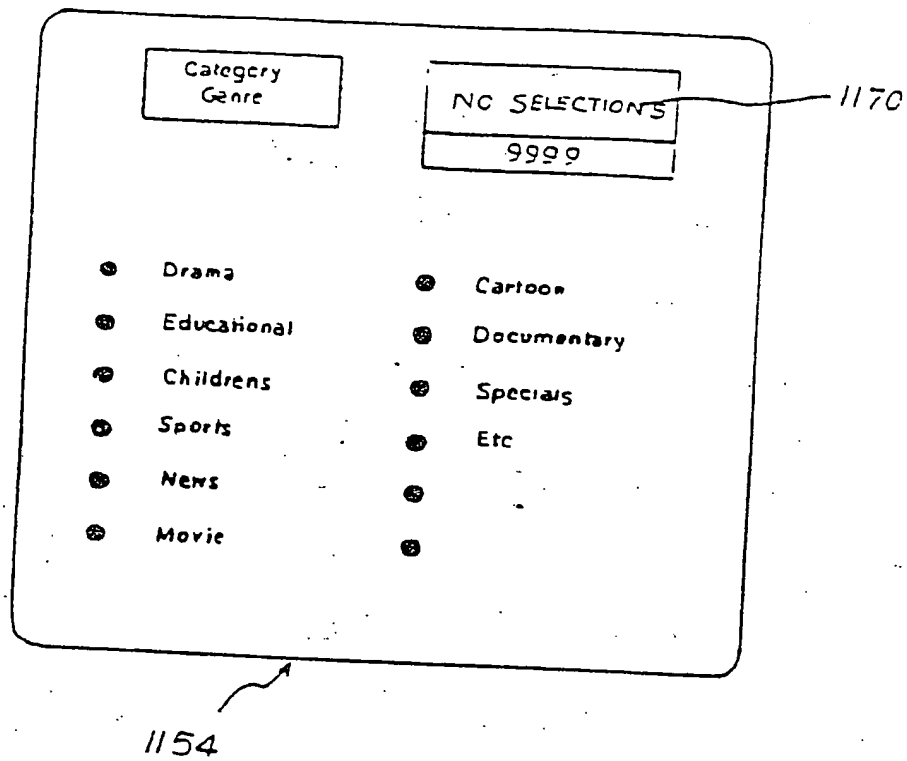 Category
Genre
NO SELECTIONS
1170
9999
Drama
Educational
Childrens
Sports
News
Movie
Cartoon
Documentary
Specials
Etc
1154